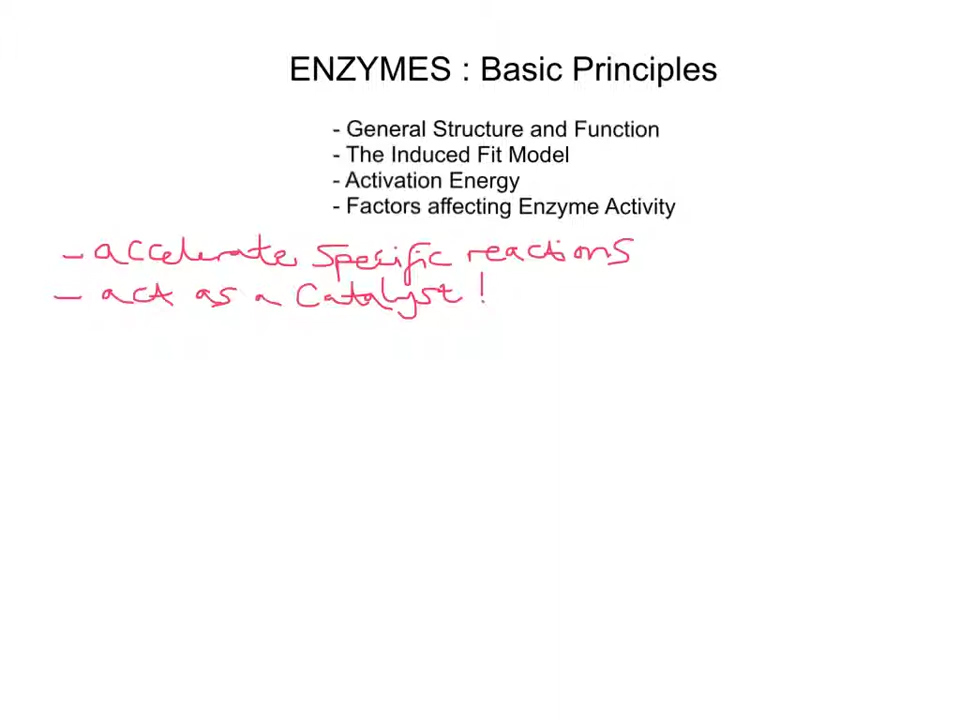 ENZYMES : Basic Principles
- General Structure and Function
- The Induced Fit Model
- Activation Energy
- Factors affecting Enzyme Activity
- accelerate specific reactions
- act as a Catalyst !